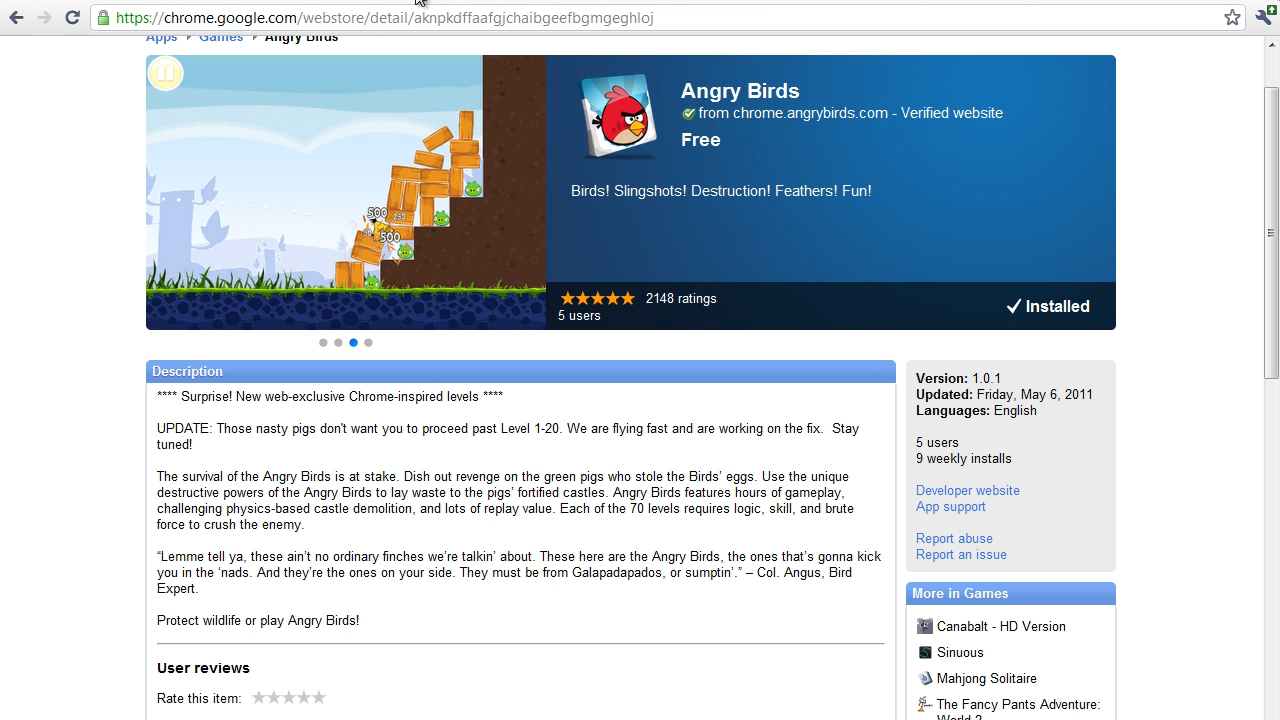 https://chrome.google.com/webstore/detail/aknpkdffaafgjchaibgeefbgmgeghloj
Apps Games Angry Birds
Angry Birds
from chrome.angrybirds.com - Verified website
Free
Birds! Slingshots! Destruction! Feathers! Fun!
500
250
500
2148 ratings
5 users
Installed
Description
**** Surprise! New web-exclusive Chrome-inspired levels ****
UPDATE: Those nasty pigs don't want you to proceed past Level 1-20. We are flying fast and are working on the fix.  Stay
tuned!
The survival of the Angry Birds is at stake. Dish out revenge on the green pigs who stole the Birds’ eggs. Use the unique
destructive powers of the Angry Birds to lay waste to the pigs’ fortified castles. Angry Birds features hours of gameplay,
challenging physics-based castle demolition, and lots of replay value. Each of the 70 levels requires logic, skill, and brute
force to crush the enemy.
“Lemme tell ya, these ain’t no ordinary finches we’re talkin’ about. These here are the Angry Birds, the ones that’s gonna kick
you in the ‘nads. And they’re the ones on your side. They must be from Galapadapados, or sumptin’.” – Col. Angus, Bird
Expert.
Protect wildlife or play Angry Birds!
User reviews
Rate this item:
Version: 1.0.1
Updated: Friday, May 6, 2011
Languages: English
5 users
9 weekly installs
Developer website
App support
Report abuse
Report an issue
More in Games
Canabalt - HD Version
Sinuous
Mahjong Solitaire
The Fancy Pants Adventure:
World 2